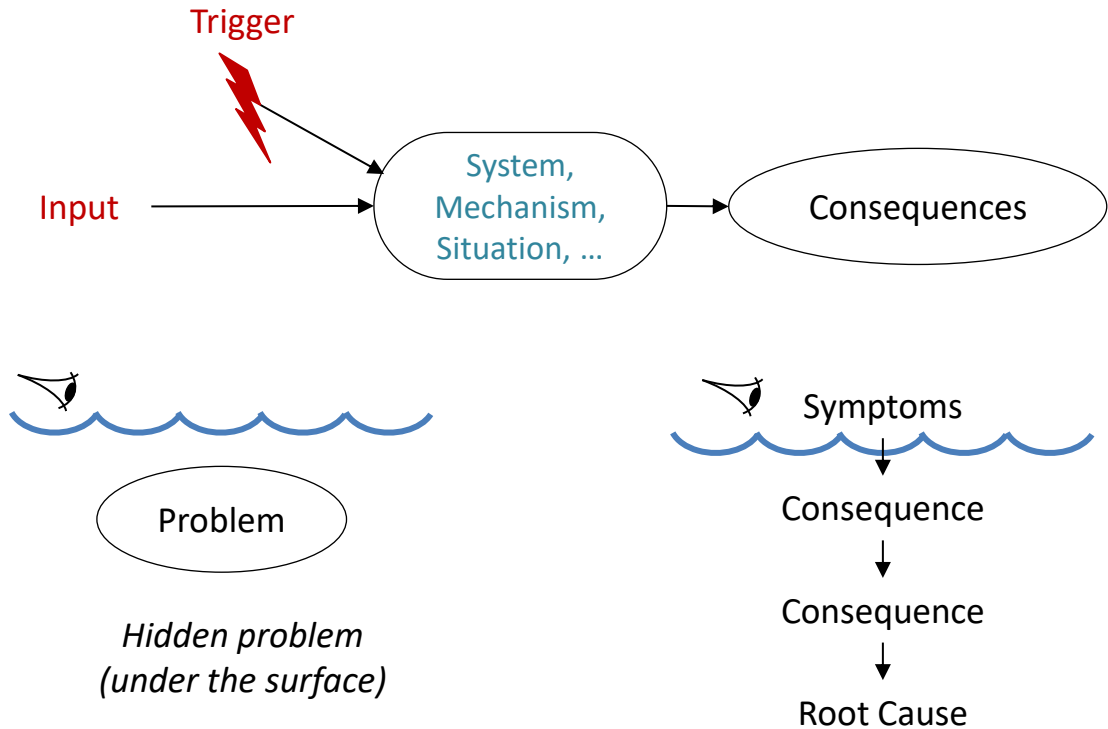 Trigger
Input
System,
Mechanism,
Situation, …
Consequences
Problem
Hidden problem
(under the surface)
Symptoms
Consequence
Consequence
Root Cause